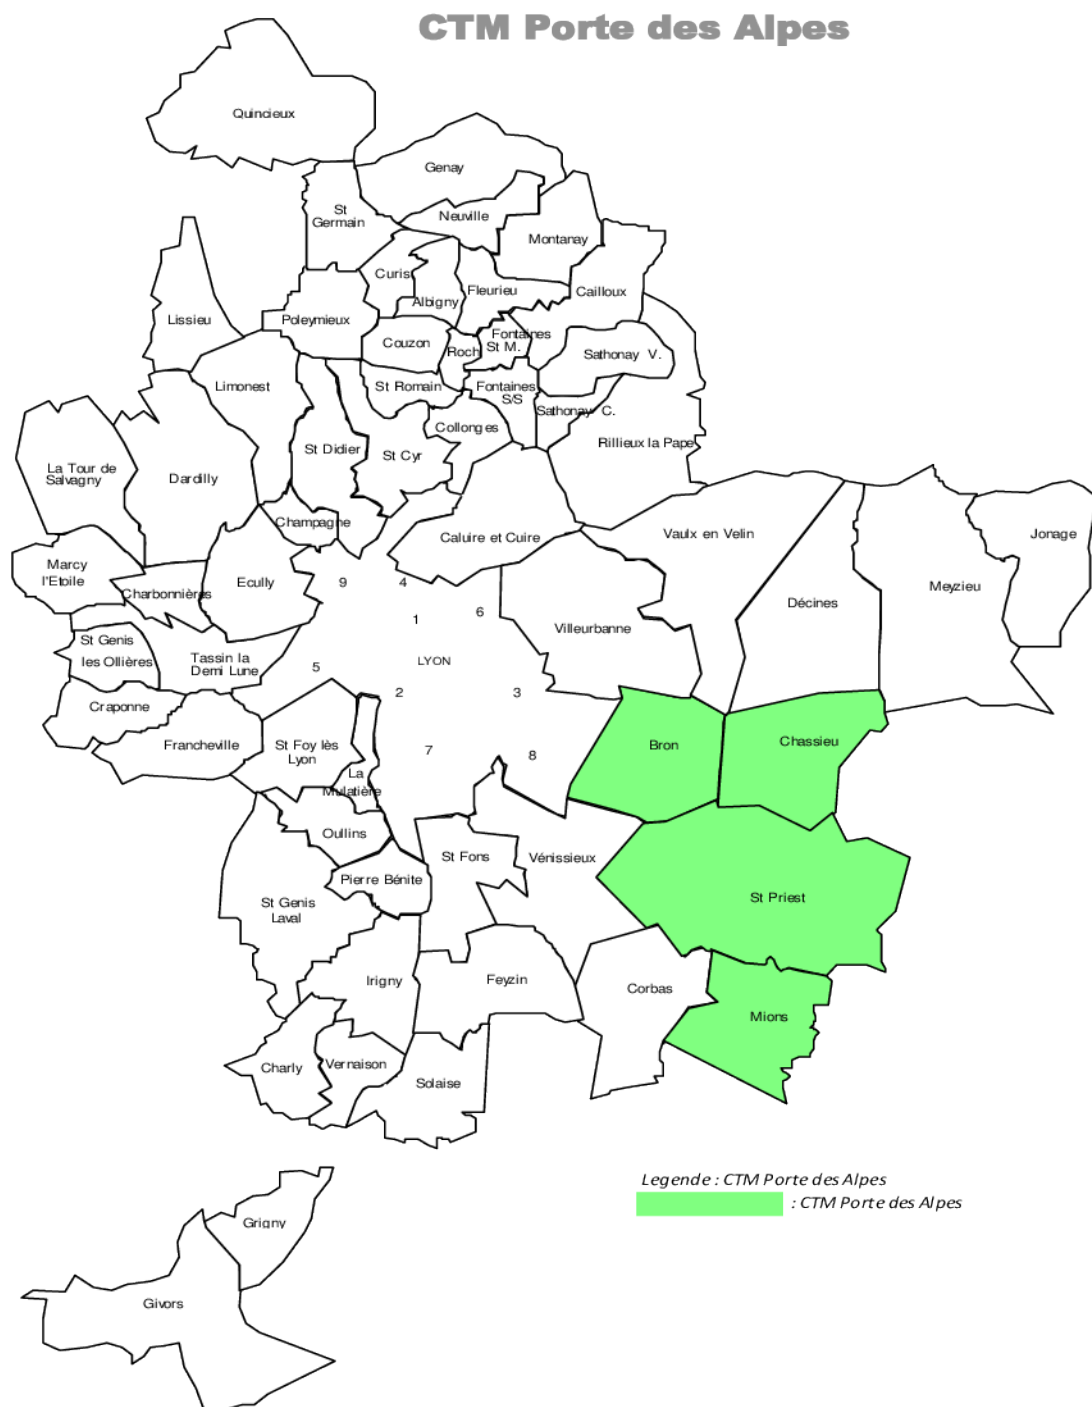 CTM Porte des Alpes
Quincieux
Genay
St
Germain
Neuville
Montanay
Curis
Albigny
Fleurieu
Cailloux
Lissieu
Poleymieux
Couzon
Roch
Fontaines
St M.
Sathonay V.
Limonest
St Romain
Fontaines
S/S
Sathonay C.
Collonges
Rillieux la Pape
St Didier
St Cyr
La Tour de
Salvagny
Dardilly
Champagne
Caluire et Cuire
Vaulx en Velin
Jonage
Marcy
l'Etoile
Charbonnières
Ecully
9
4
6
1
Meyzieu
Décines
Villeurbanne
St Genis
les Ollières
Tassin la
Demi Lune
5
LYON
2
3
Craponne
Francheville
St Foy lès
Lyon
7
8
Bron
Chassieu
La
Mulatière
Oullins
St Fons
Vénissieux
Pierre Bénite
St Genis
Laval
St Priest
Irigny
Feyzin
Corbas
Mions
Charly
Vernaison
Solaise
Legende : CTM Porte des Alpes
: CTM Porte des Alpes
Grigny
Givors